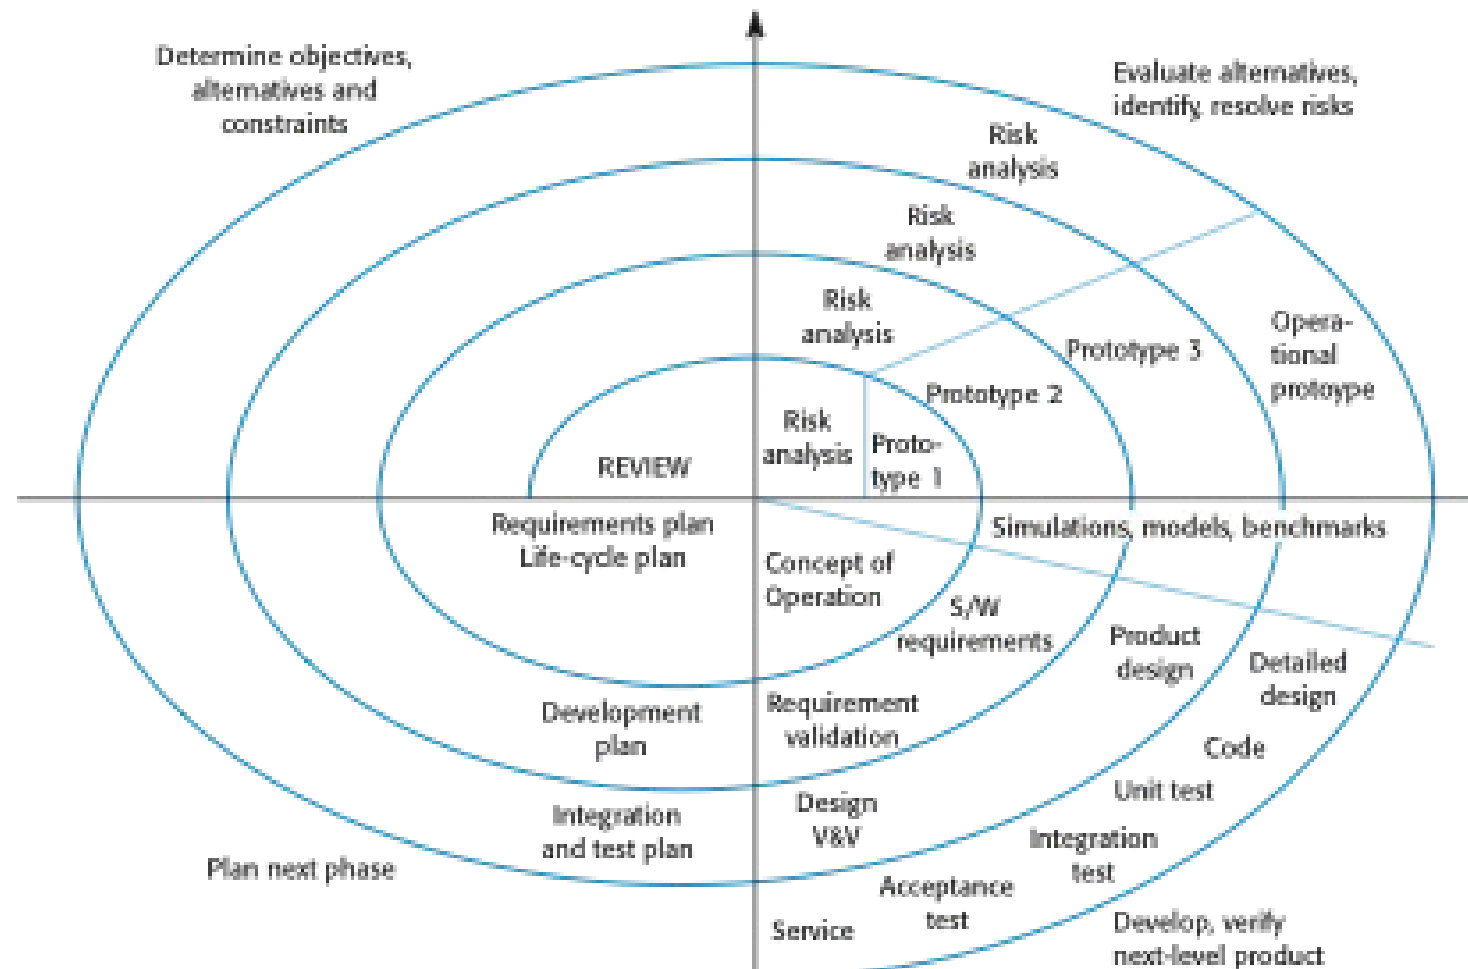 Determine objectives,
alternatives and
constraints
Evaluate alternatives,
identify, resolve risks
Risk
analysis
Risk
analysis
Risk
analysis
Risk
analysis
Proto-
type 1
Prototype 2
Prototype 3
Opera-
tional
protoype
REVIEW
Requirements plan
Life-cycle plan
Simulations, models, benchmarks
Concept of
Operation
S/W
requirements
Product
design
Detailed
design
Development
plan
Requirement
validation
Code
Unit test
Integration
and test plan
Design
V&V
Integration
test
Plan next phase
Acceptance
test
Service
Develop, verify
next-level product